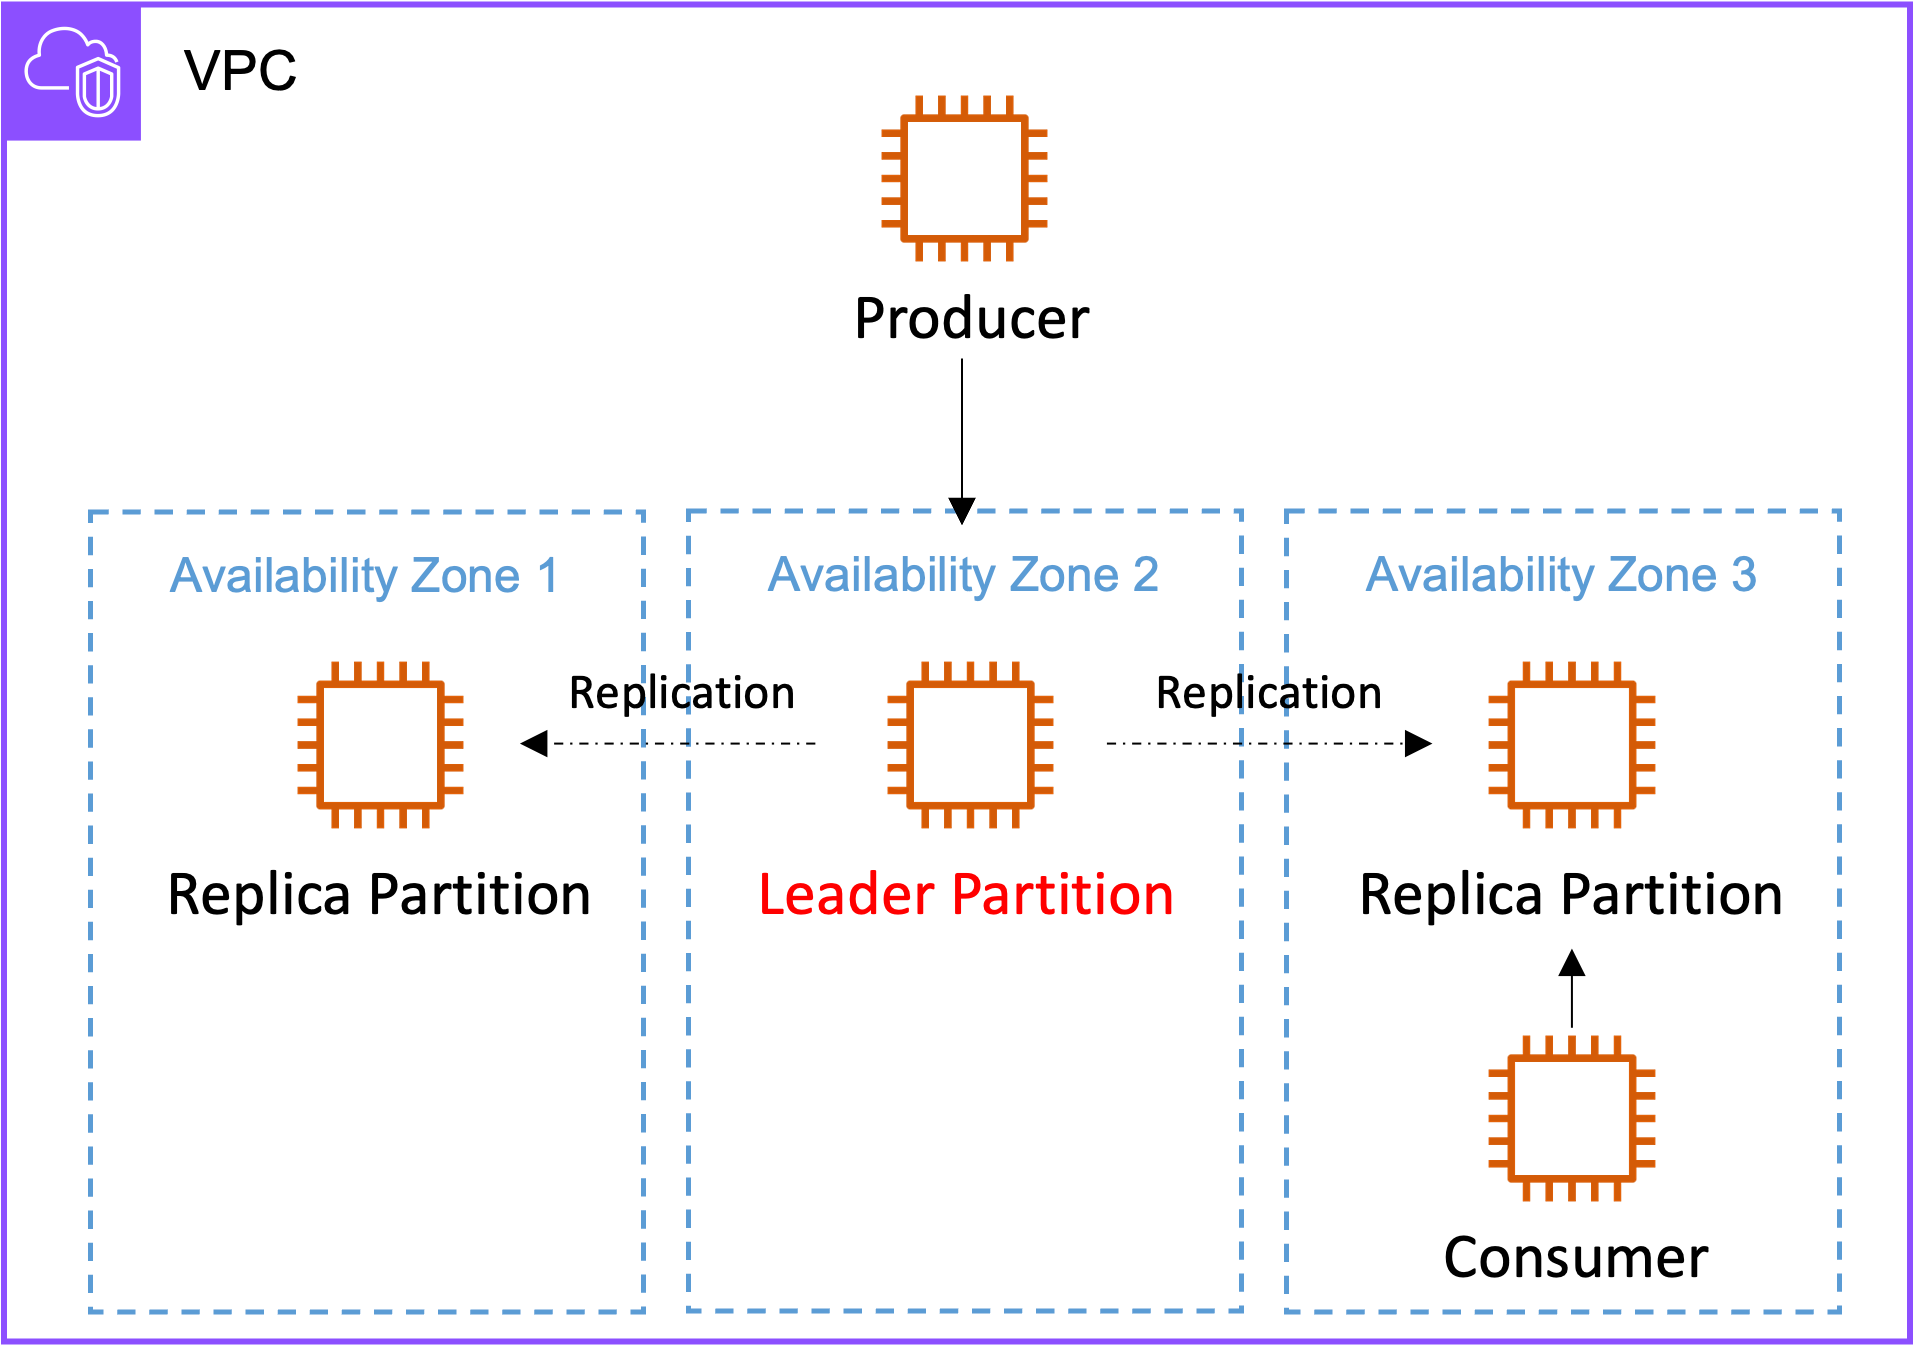 VPC
Producer
Availability Zone 1
Availability Zone 2
Availability Zone 3
Replication
Replication
Replica Partition
Leader Partition
Replica Partition
Consumer